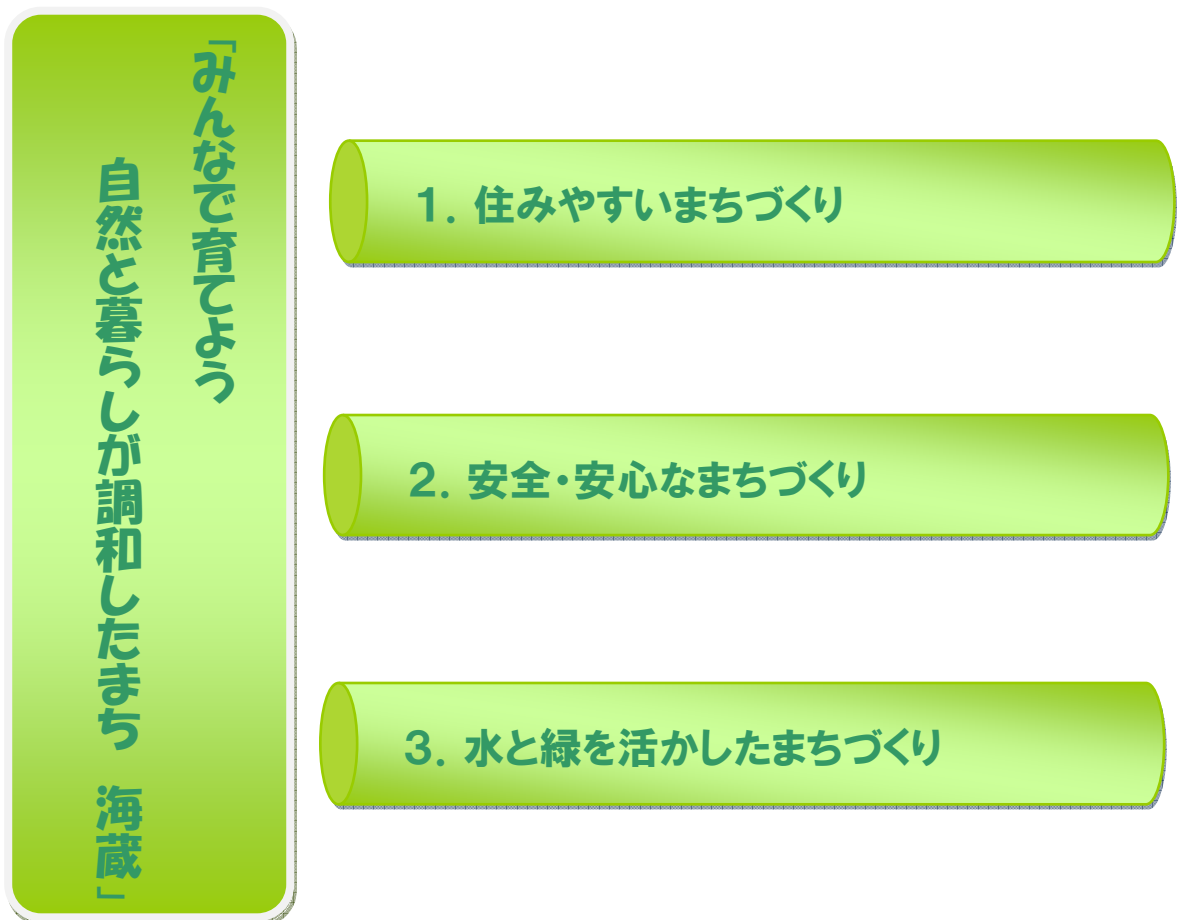 「みんなで育てよう
自然と暮らしが調和したまち　海蔵」
１．住みやすいまちづくり
２．安全・安心なまちづくり
３．水と緑を活かしたまちづくり